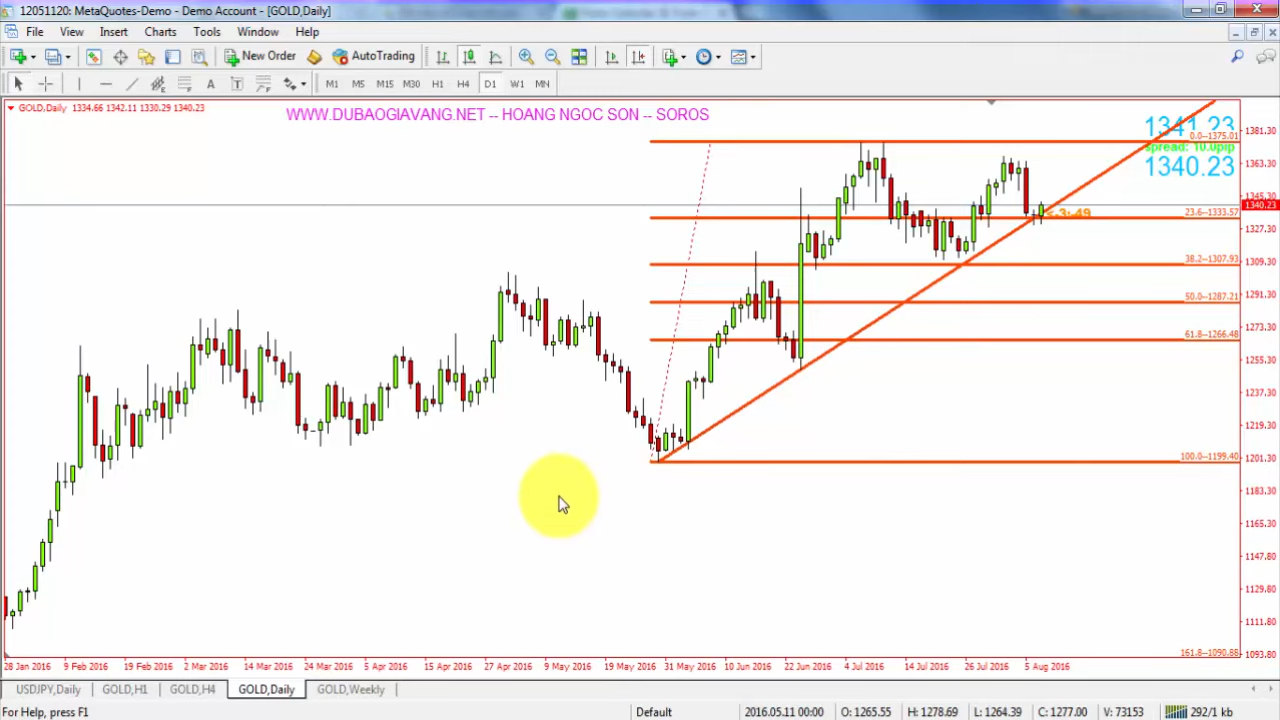 12051120: MetaQuotes-Demo - Demo Account - [GOLD,Daily]
File View Insert Charts Tools Window Help
New Order AutoTrading
A T M1 M5 M15 M30 H1 H4 D1 W1 MN
GOLD,Daily 1334.66 1342.11 1330.29 1340.23
WWW.DUBAOGIAVANG.NET -- HOANG NGOC SON -- SOROS
1341.23
0.0--1375.01
spread: 10.0pip
1340.23
23.6--1333.57
<-3:-49
38.2--1307.93
50.0--1287.21
61.8--1266.48
100.0--1199.40
161.8--1090.88
1381.30
1363.30
1345.30
1340.23
1327.30
1309.30
1291.30
1273.30
1255.30
1237.30
1219.30
1201.30
1183.30
1165.30
1147.80
1129.80
1111.80
1093.80
28 Jan 2016 9 Feb 2016 19 Feb 2016 2 Mar 2016 14 Mar 2016 24 Mar 2016 5 Apr 2016 15 Apr 2016 27 Apr 2016 9 May 2016 19 May 2016 31 May 2016 10 Jun 2016 22 Jun 2016 4 Jul 2016 14 Jul 2016 26 Jul 2016 5 Aug 2016
USDJPY,Daily GOLD,H1 GOLD,H4 GOLD,Daily GOLD,Weekly
For Help, press F1 Default 2016.05.11 00:00 O: 1265.55 H: 1278.69 L: 1264.39 C: 1277.00 V: 73153 292/1 kb